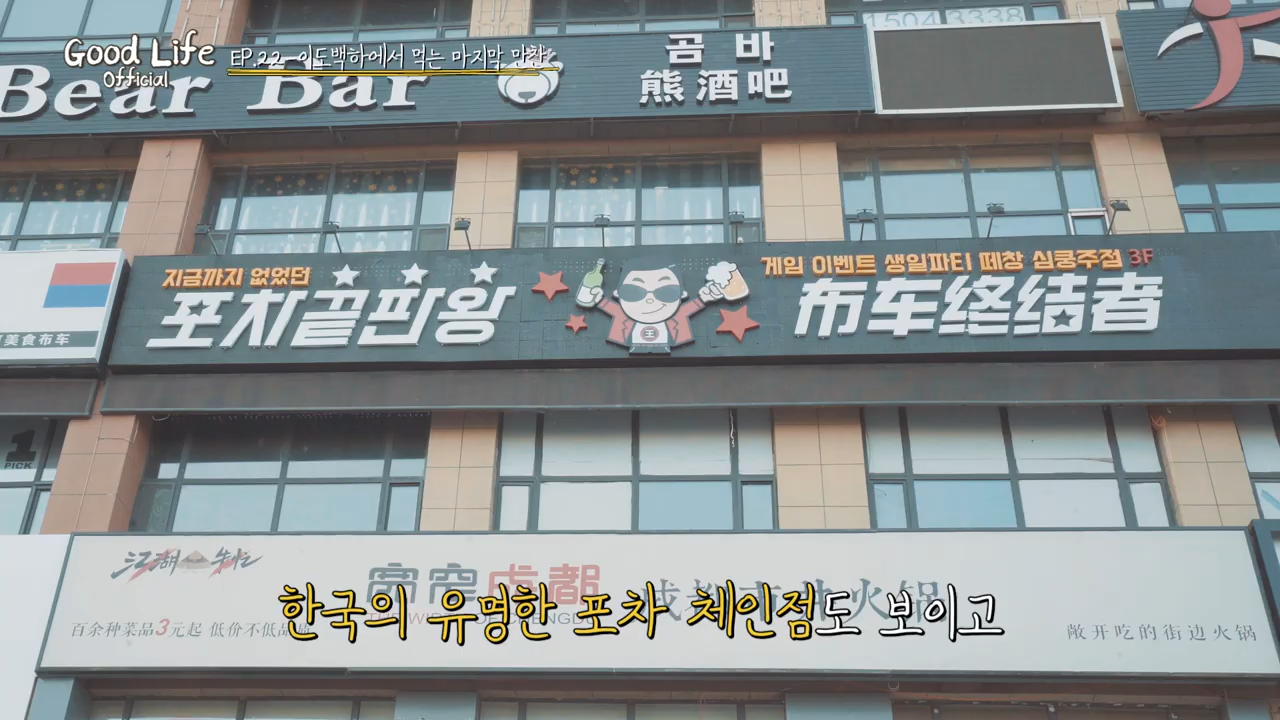 1504 3338
Good Life
Official
EP.22 이도백하에서 먹는 마지막 만찬
Bear Bar
곰바
熊酒吧
지금까지 없었던
포차끝판왕
게임 이벤트 생일파티 떼창 심쿵주점 3F
布车终结者
王
美食布车
1
PICK
江湖
成都
火锅
百余种菜品3元起 低价不低品
敞开吃的街边火锅
한국의 유명한 포차 체인점도 보이고